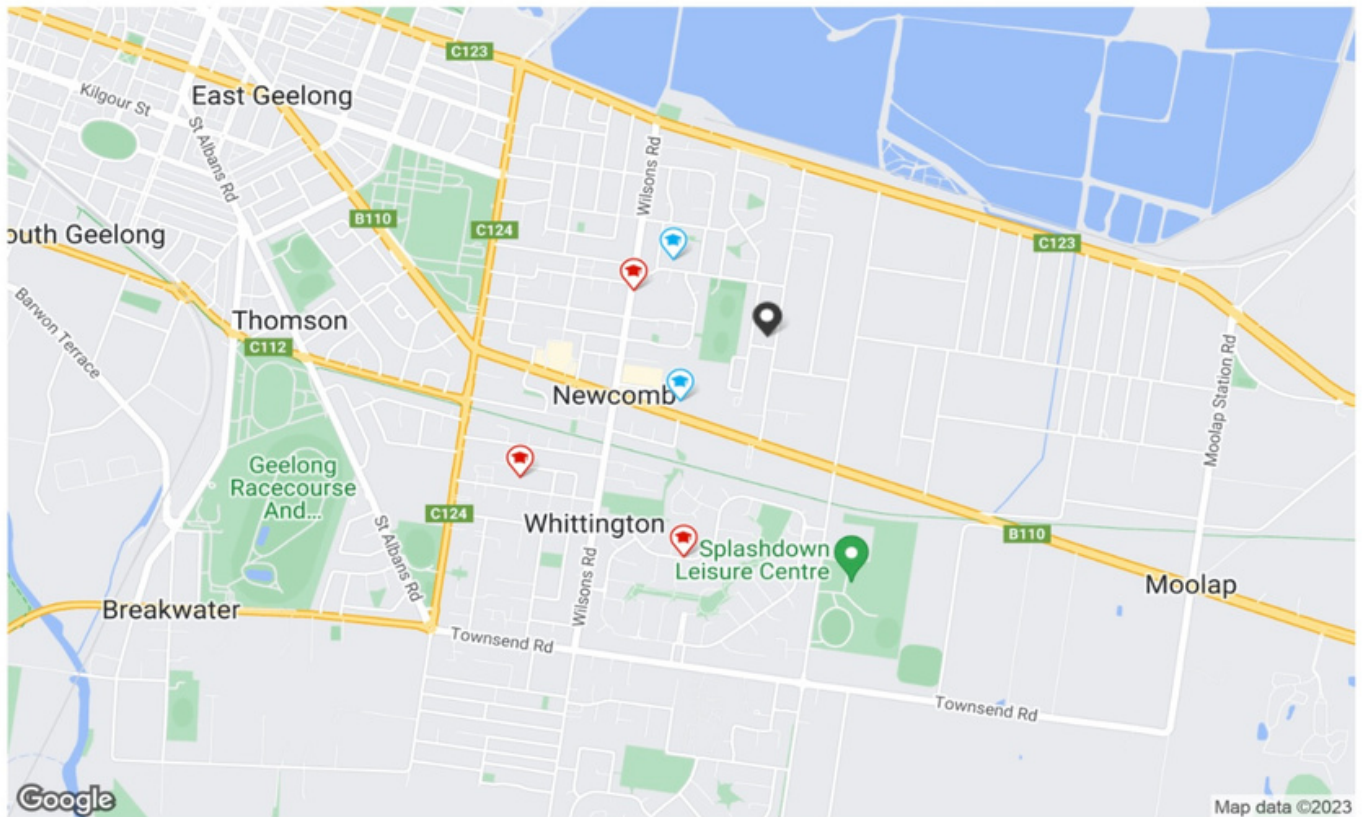 C123
Kilgour St
East Geelong
St Albans Rd
Wilsons Rd
B110
C124
outh Geelong
C123
Barwon Terrace
Thomson
C112
Moolap Station Rd
Newcomb
Geelong
Racecourse
And...
C124
St Albans Rd
Whittington
Splashdown
Leisure Centre
B110
Moolap
Wilsons Rd
Breakwater
Townsend Rd
Townsend Rd
Google
Map data ©2023